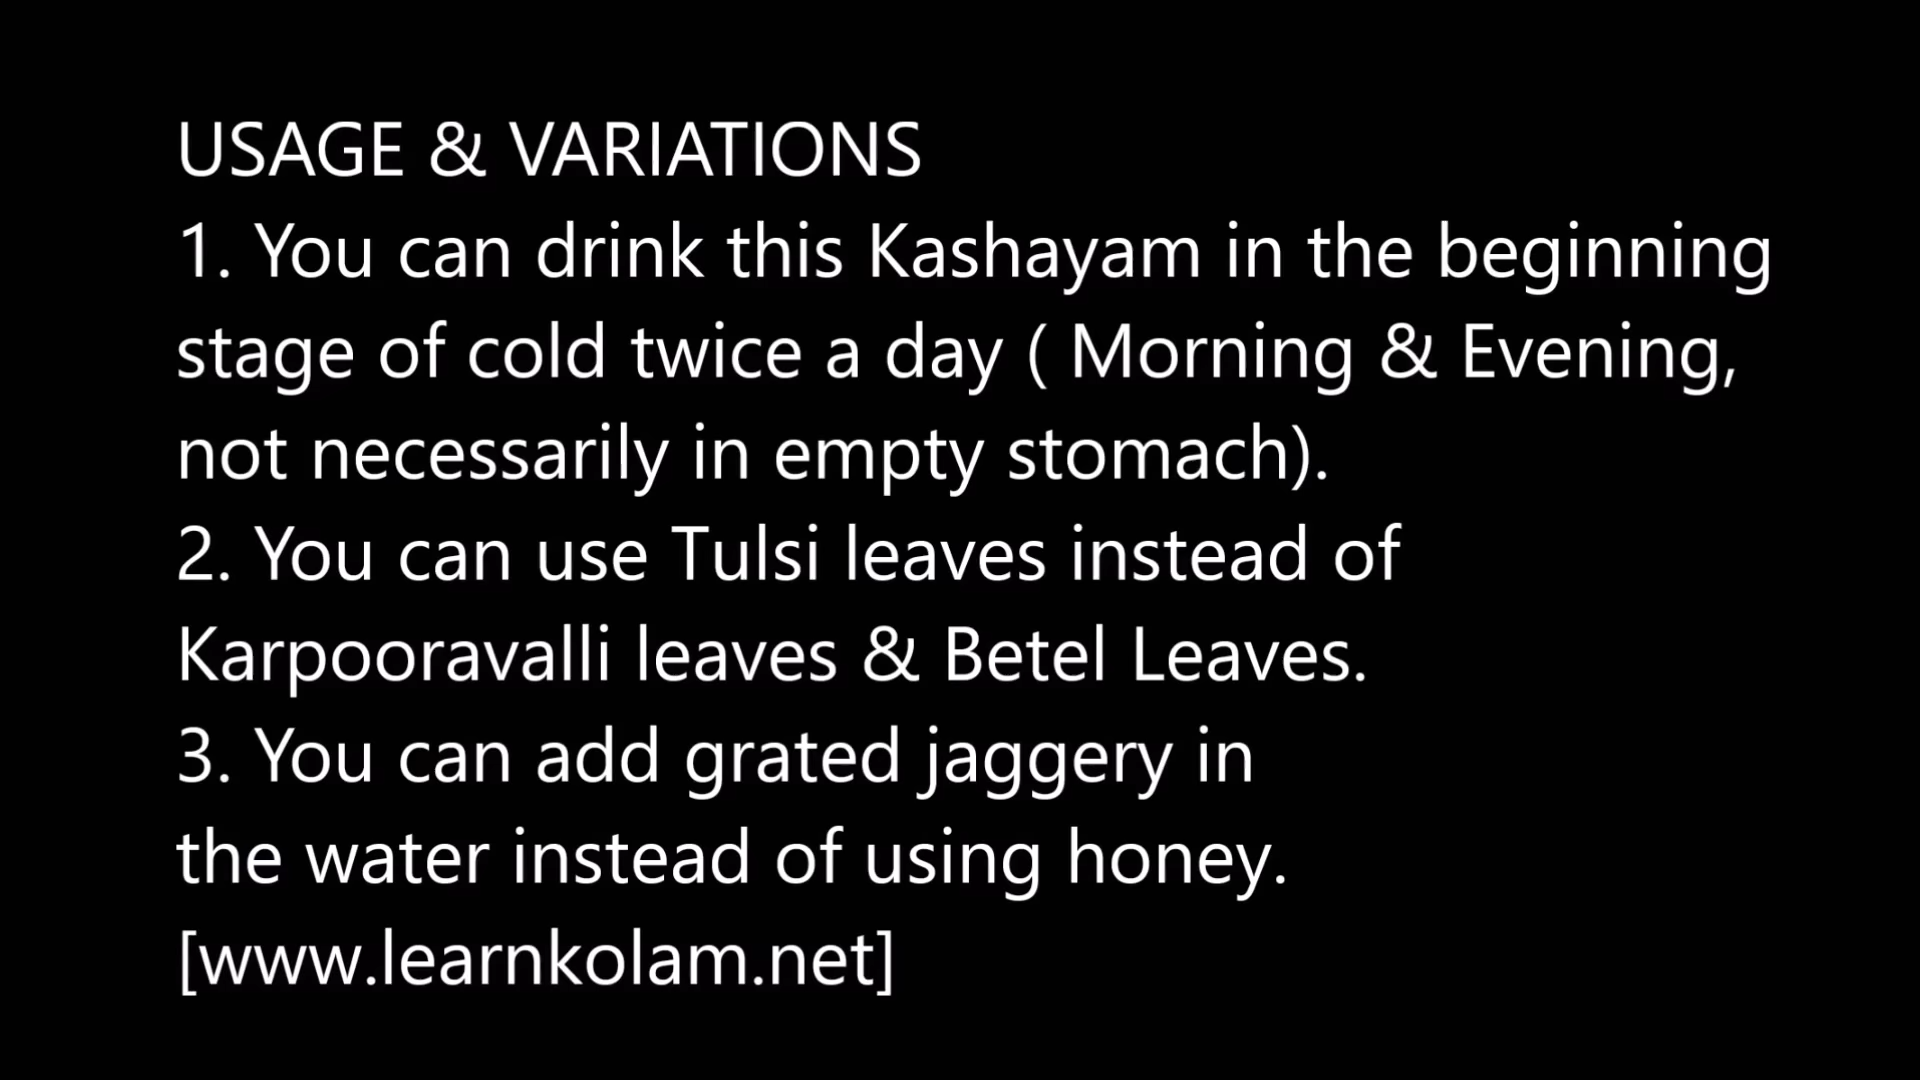 USAGE & VARIATIONS
1. You can drink this Kashayam in the beginning
stage of cold twice a day ( Morning & Evening,
not necessarily in empty stomach).
2. You can use Tulsi leaves instead of
Karpooravalli leaves & Betel Leaves.
3. You can add grated jaggery in
the water instead of using honey.
[www.learnkolam.net]